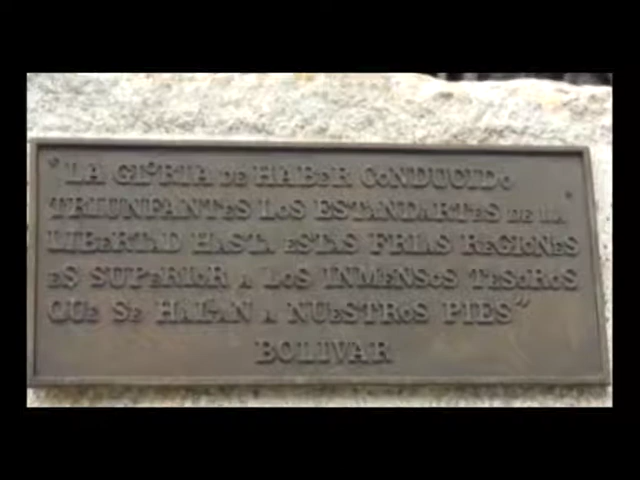 "LA GLORIA DE HABER CONDUCIDO
TRIUNFANTES LOS ESTANDARTES DE LA
LIBERTAD HASTA ESTAS FRIAS REGIONES
ES SUPERIOR A LOS INMENSOS TESOROS
QUE SE HALLAN A NUESTROS PIES"
BOLIVAR